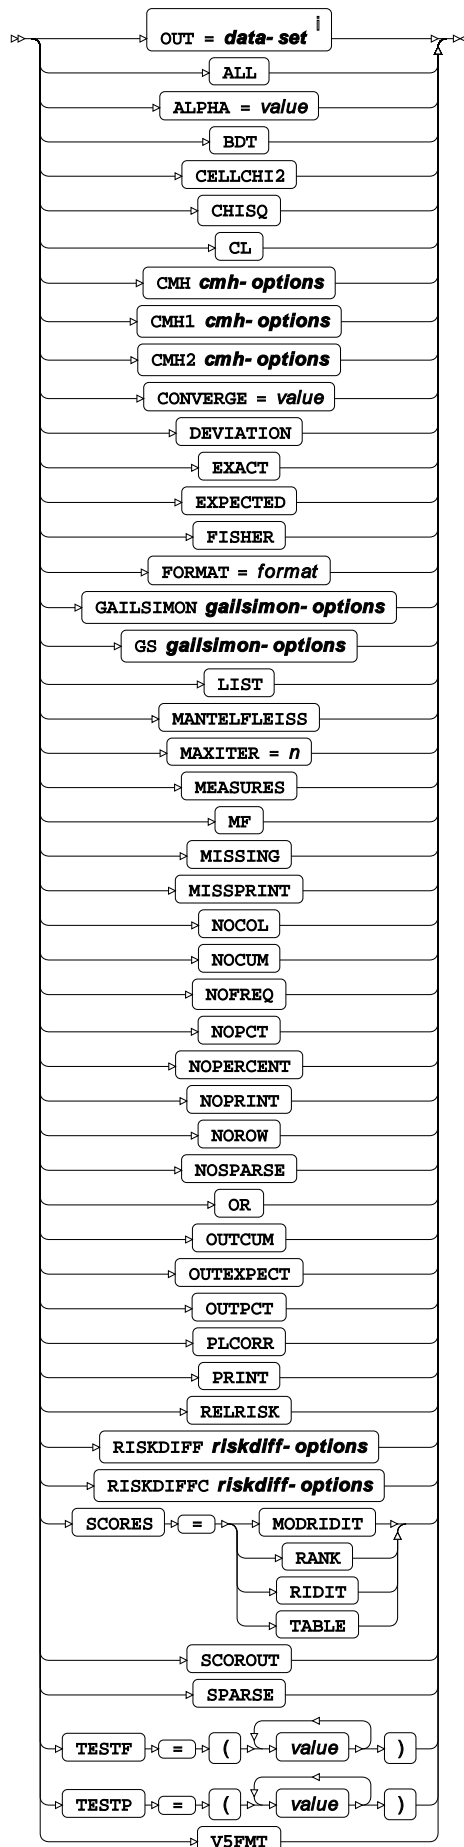 OUT = data-set i
ALL
ALPHA = value
BDT
CELLCHI2
CHISQ
CL
CMH cmh-options
CMH1 cmh-options
CMH2 cmh-options
CONVERGE = value
DEVIATION
EXACT
EXPECTED
FISHER
FORMAT = format
GAILSIMON gailsimon-options
GS gailsimon-options
LIST
MANTELFLEISS
MAXITER = n
MEASURES
MF
MISSING
MISSPRINT
NOCOL
NOCUM
NOFREQ
NOPCT
NOPERCENT
NOPRINT
NOROW
NOSPARSE
OR
OUTCUM
OUTEXPECT
OUTPCT
PLCORR
PRINT
RELRISK
RISKDIFF riskdiff-options
RISKDIFFC riskdiff-options
SCORES = MODRIDIT
RANK
RIDIT
TABLE
SCOROUT
SPARSE
TESTF = ( value )
TESTP = ( value )
V5FMT